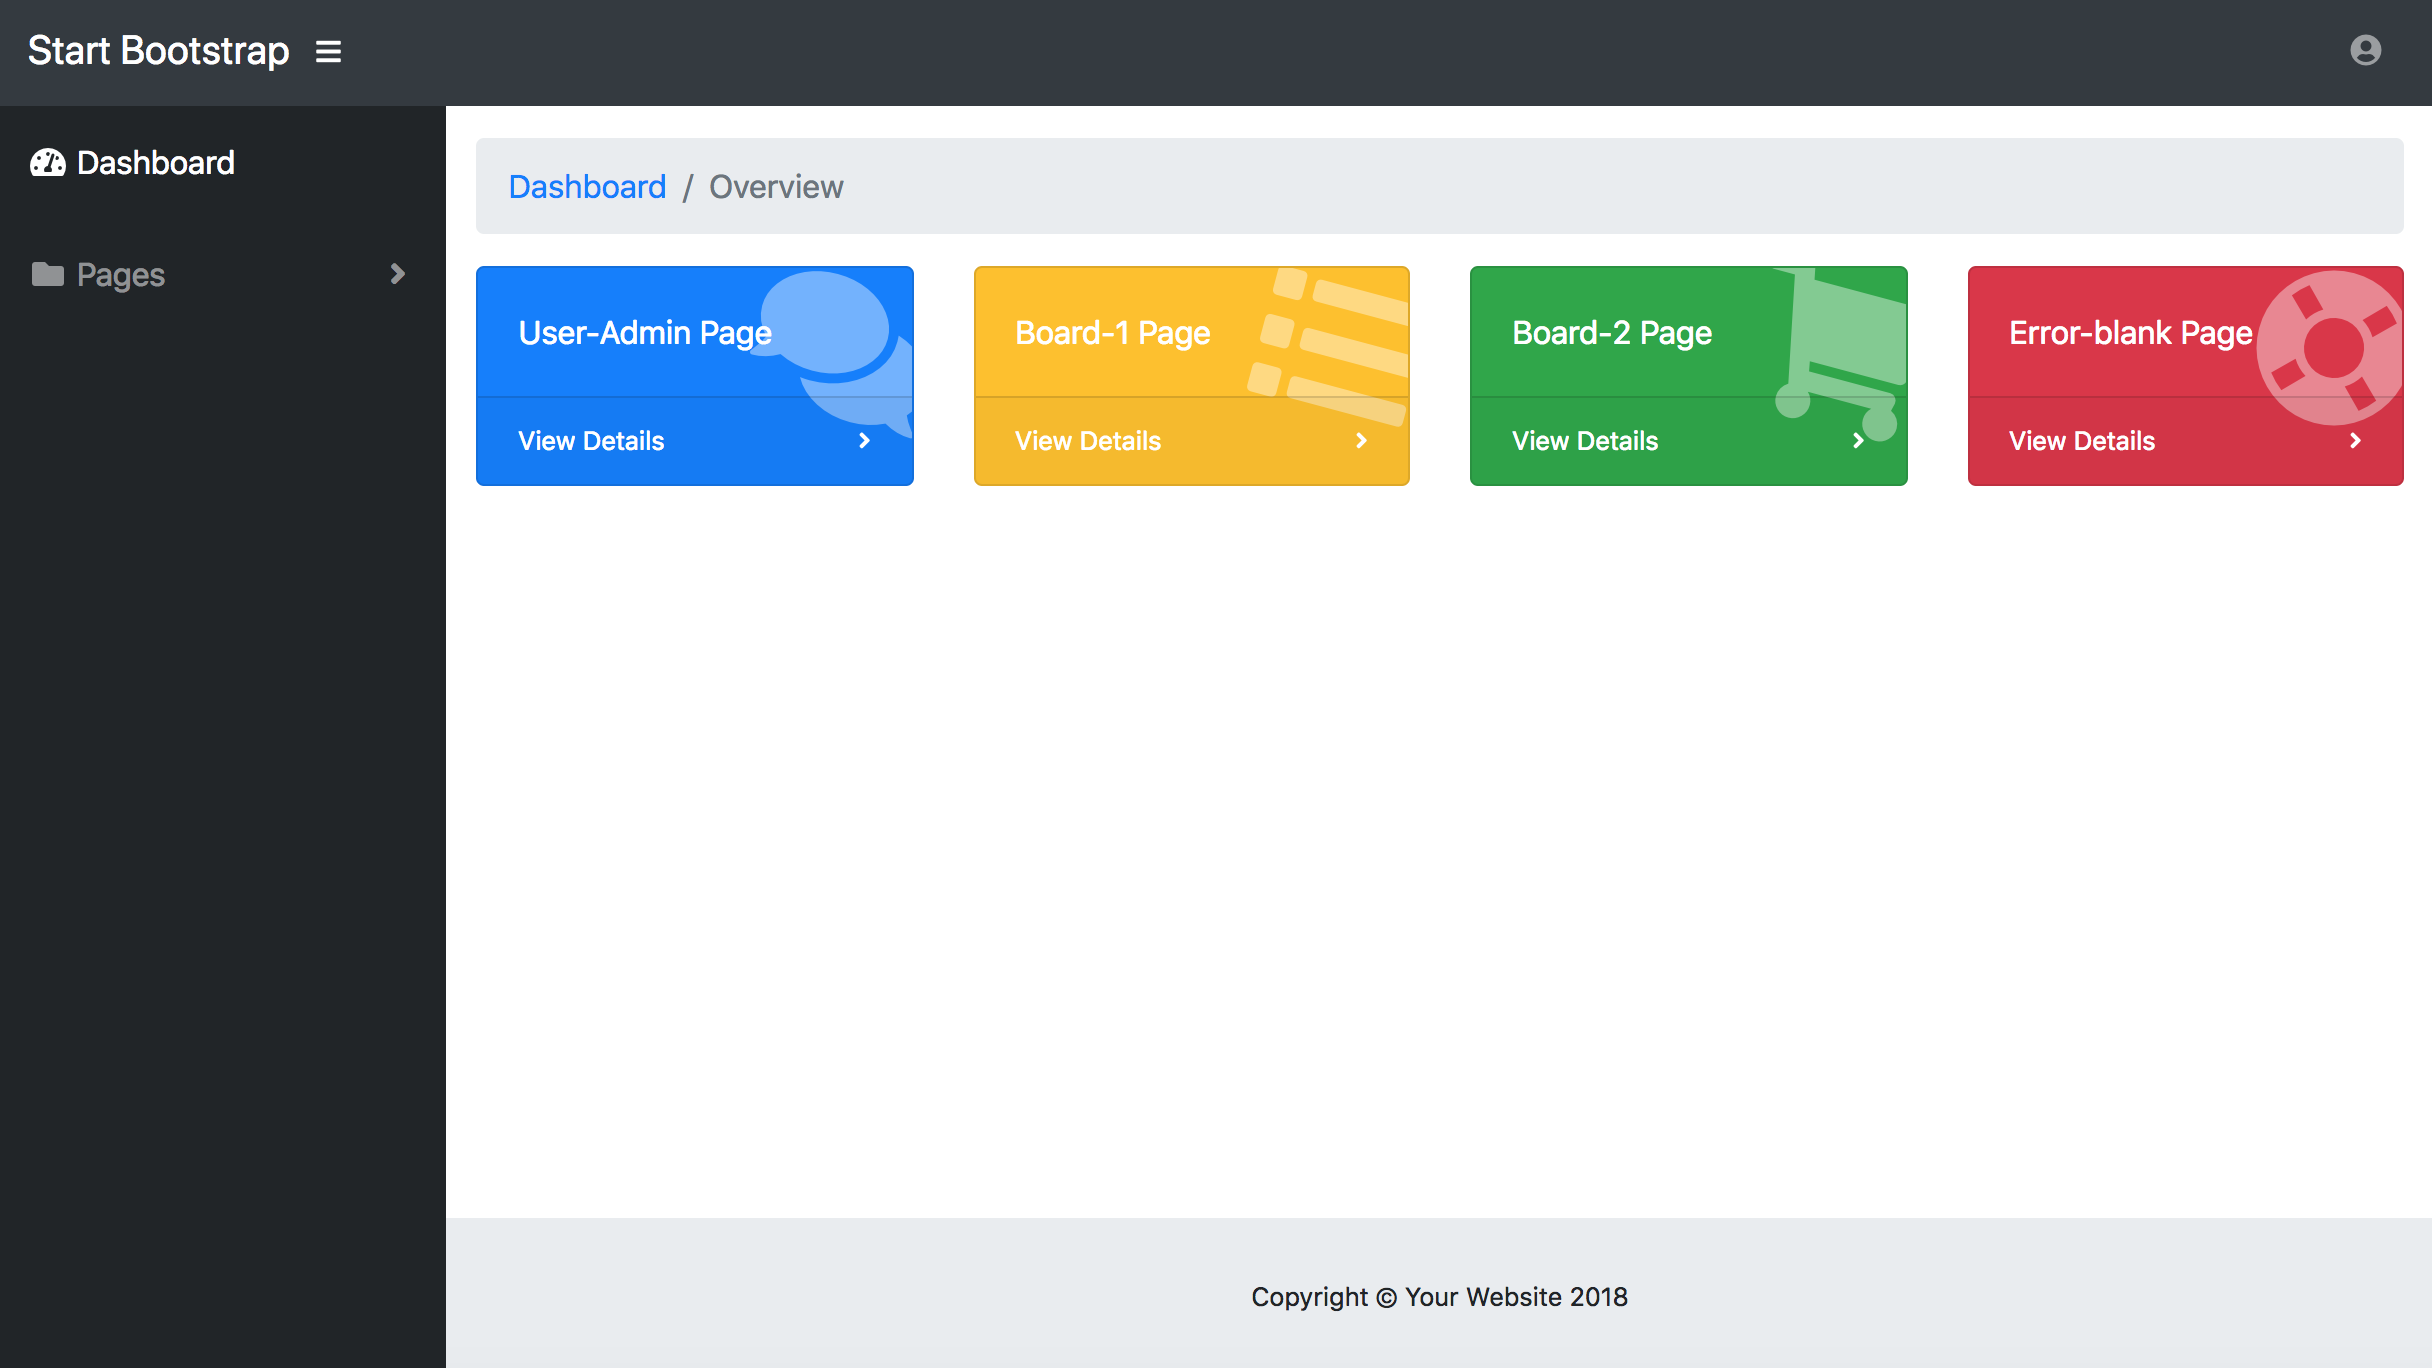 Start Bootstrap
Dashboard
Pages
Dashboard / Overview
User-Admin Page
View Details
Board-1 Page
View Details
Board-2 Page
View Details
Error-blank Page
View Details
Copyright © Your Website 2018